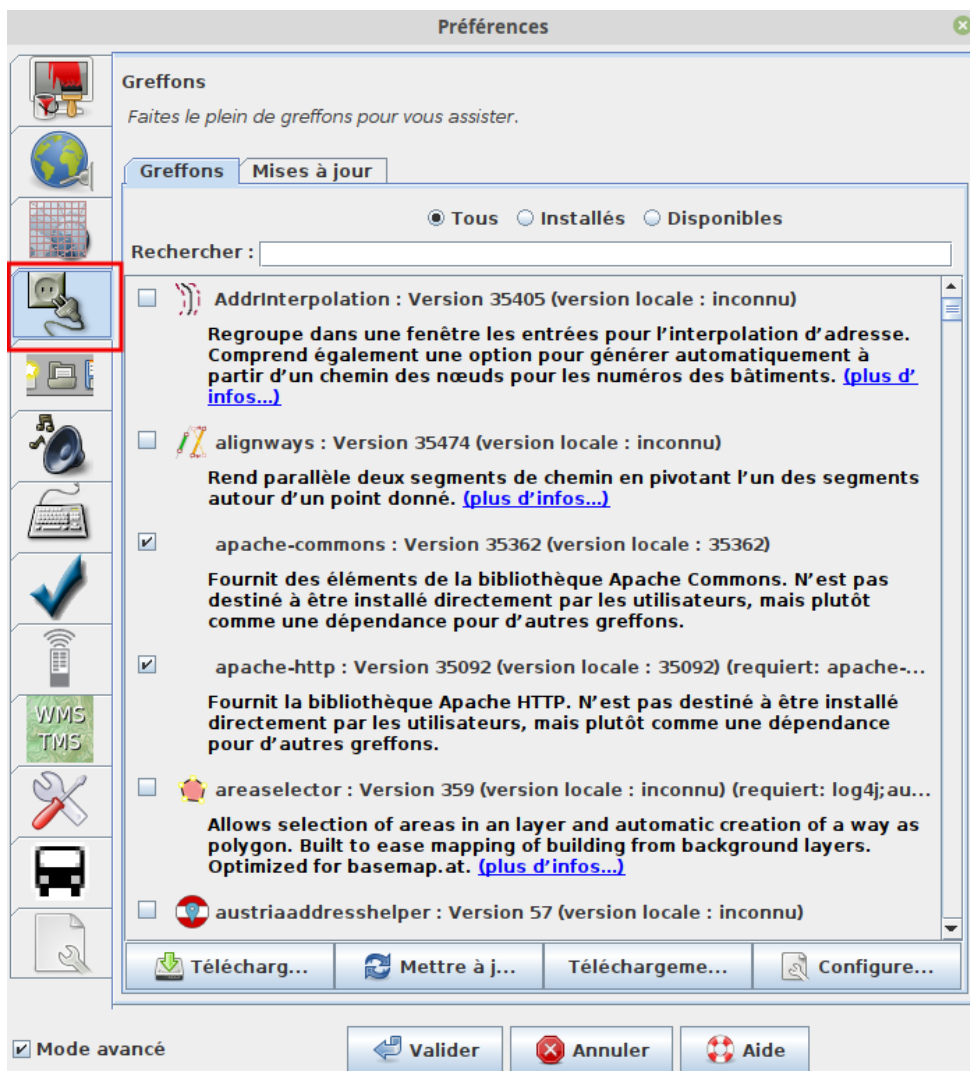 Préférences
Greffons
Faites le plein de greffons pour vous assister.
Greffons Mises à jour
Tous Installés Disponibles
Rechercher :
AddrInterpolation : Version 35405 (version locale : inconnu)
Regroupe dans une fenêtre les entrées pour l’interpolation d’adresse.
Comprend également une option pour générer automatiquement à
partir d’un chemin des nœuds pour les numéros des bâtiments. (plus d’
infos...)
alignways : Version 35474 (version locale : inconnu)
Rend parallèle deux segments de chemin en pivotant l’un des segments
autour d’un point donné. (plus d’infos...)
apache-commons : Version 35362 (version locale : 35362)
Fournit des éléments de la bibliothèque Apache Commons. N’est pas
destiné à être installé directement par les utilisateurs, mais plutôt
comme une dépendance pour d’autres greffons.
apache-http : Version 35092 (version locale : 35092) (requiert: apache-...
Fournit la bibliothèque Apache HTTP. N’est pas destiné à être installé
directement par les utilisateurs, mais plutôt comme une dépendance
pour d’autres greffons.
WMS
TMS
areaselector : Version 359 (version locale : inconnu) (requiert: log4j;au...
Allows selection of areas in an layer and automatic creation of a way as
polygon. Built to ease mapping of building from background layers.
Optimized for basemap.at. (plus d’infos...)
austriaaddresshelper : Version 57 (version locale : inconnu)
Télécharg... Mettre à j... Téléchargeme... Configure...
Mode avancé Valider Annuler Aide